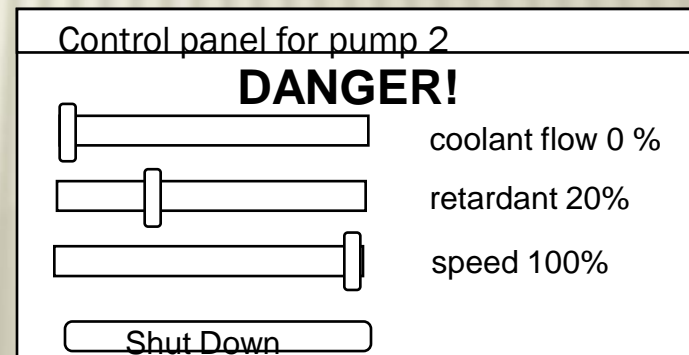 Control panel for pump 2
DANGER!
coolant flow 0 %
retardant 20%
speed 100%
Shut Down